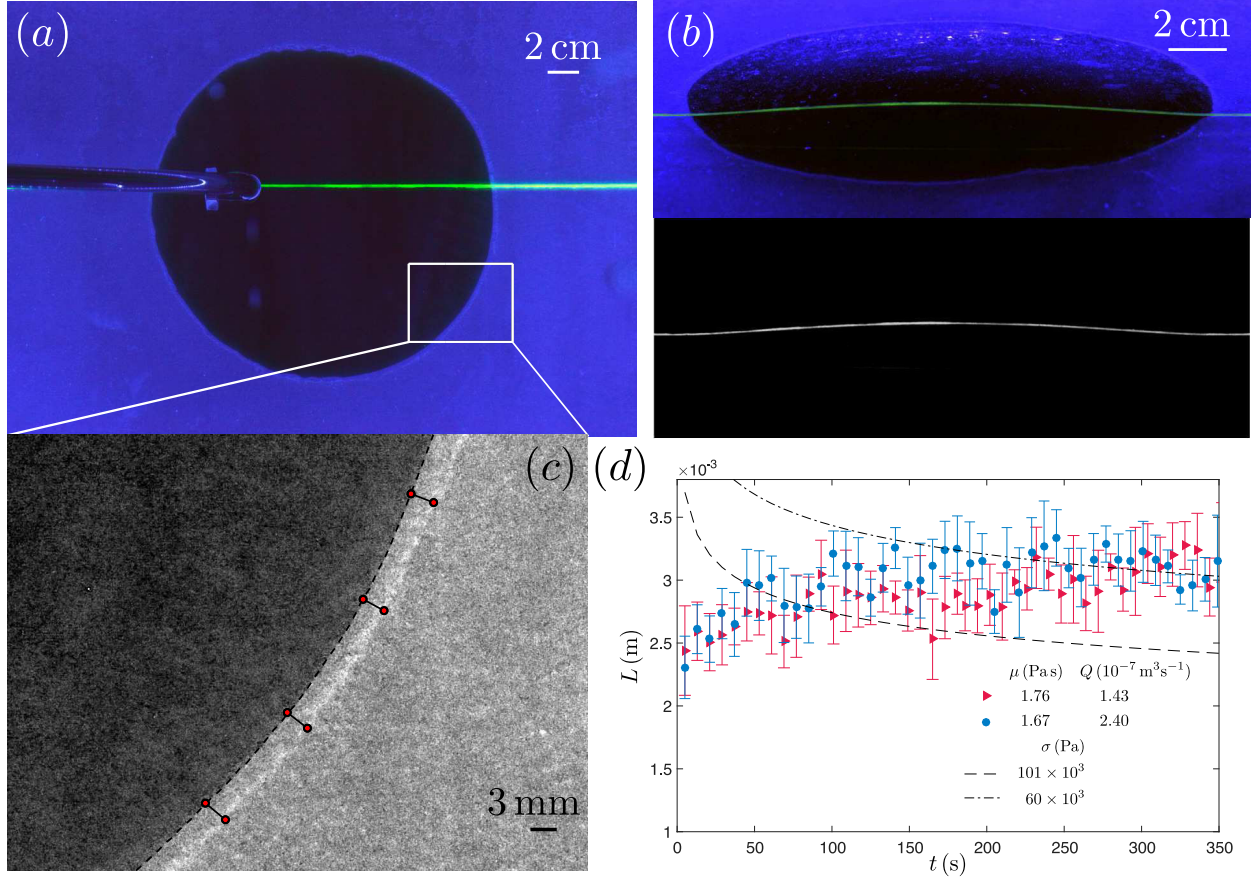 (a)
2 cm
(b)
2 cm
(c)
3 mm
(d)
×10⁻³
3.5
3
2.5
2
1.5
1
L (m)
0 50 100 150 200 250 300 350
t (s)
μ (Pa s) Q (10⁻⁷ m³s⁻¹)
1.76 1.43
1.67 2.40
σ (Pa)
101 × 10³
60 × 10³